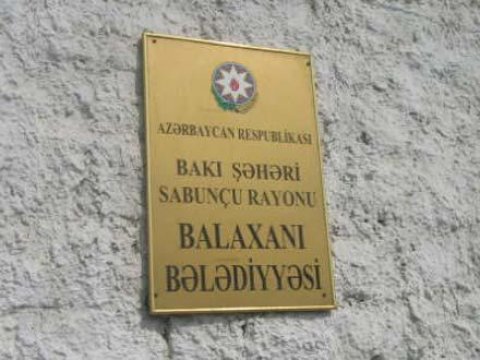 AZƏRBAYCAN RESPUBLİKASI
BAKI ŞƏHƏRİ
SABUNÇU RAYONU
BALAXANI
BƏLƏDİYYƏSİ